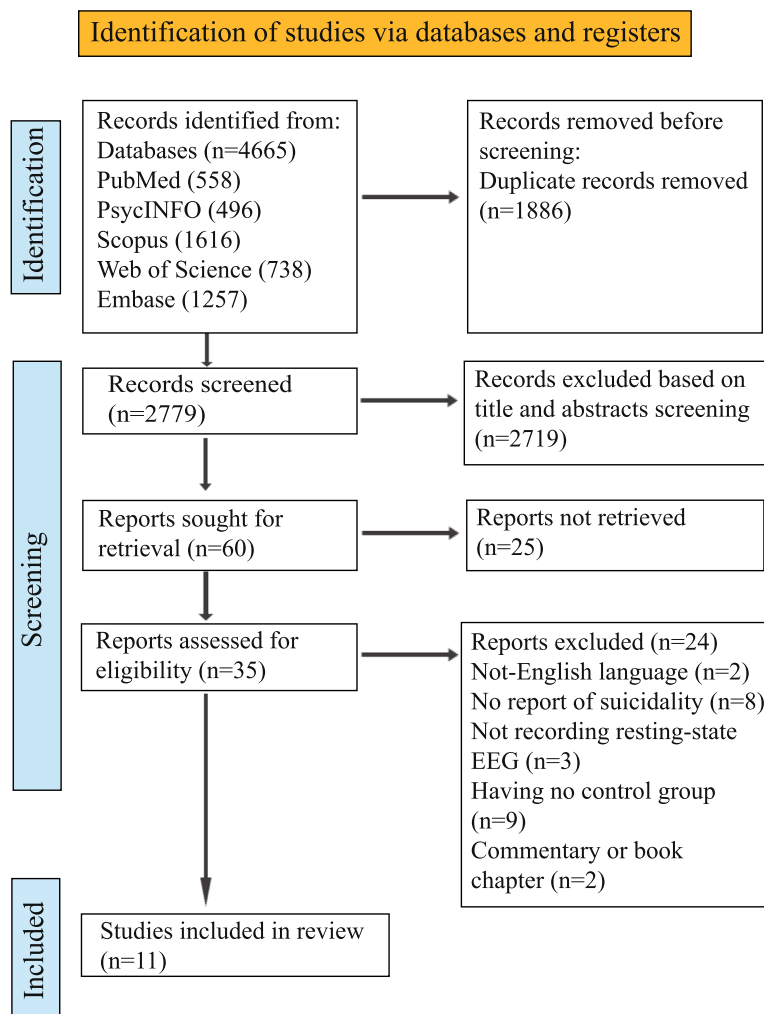 Identification of studies via databases and registers
Identification
Records identified from:
Databases (n=4665)
PubMed (558)
PsycINFO (496)
Scopus (1616)
Web of Science (738)
Embase (1257)
Records removed before
screening:
Duplicate records removed
(n=1886)
Screening
Records screened
(n=2779)
Records excluded based on
title and abstracts screening
(n=2719)
Reports sought for
retrieval (n=60)
Reports not retrieved
(n=25)
Reports assessed for
eligibility (n=35)
Reports excluded (n=24)
Not-English language (n=2)
No report of suicidality (n=8)
Not recording resting-state
EEG (n=3)
Having no control group
(n=9)
Commentary or book
chapter (n=2)
Included
Studies included in review
(n=11)